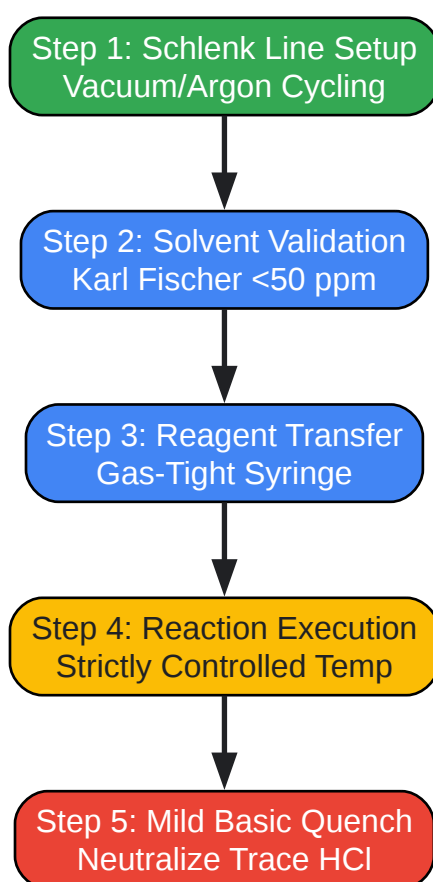 Step 1: Schlenk Line Setup
Vacuum/Argon Cycling
Step 2: Solvent Validation
Karl Fischer <50 ppm
Step 3: Reagent Transfer
Gas-Tight Syringe
Step 4: Reaction Execution
Strictly Controlled Temp
Step 5: Mild Basic Quench
Neutralize Trace HCl